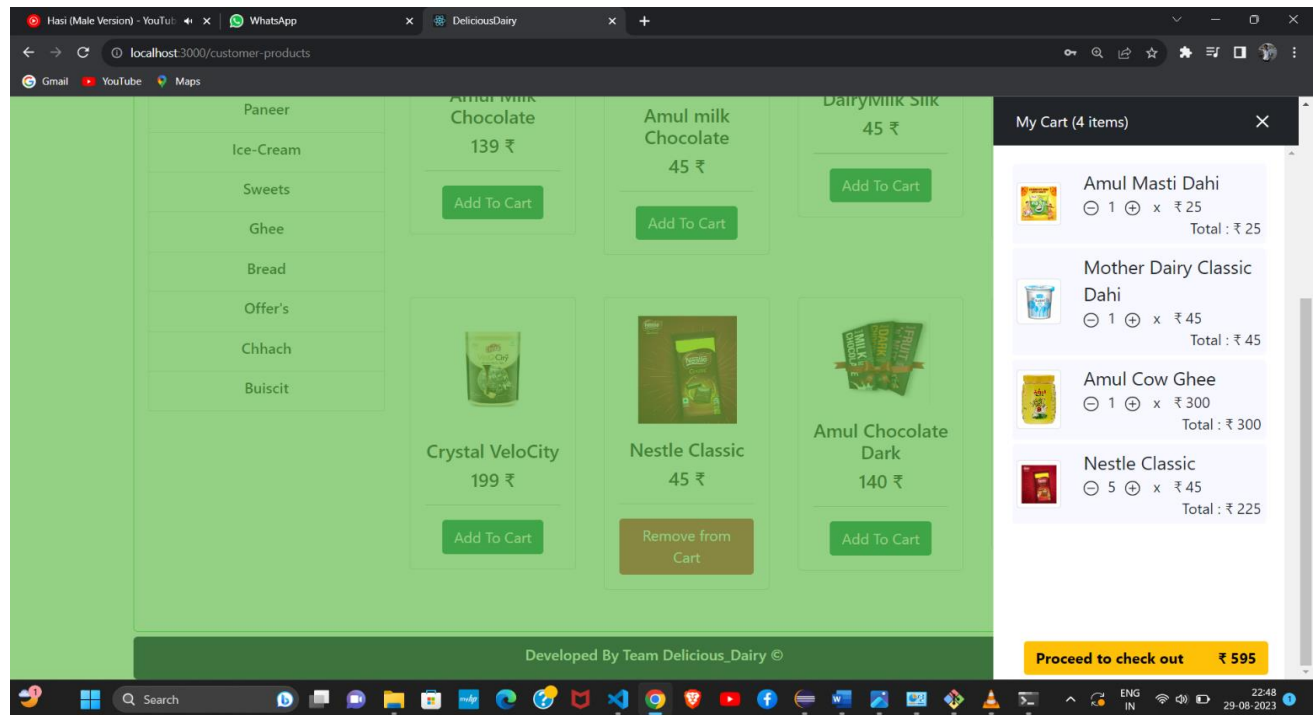 Hasi (Male Version) - YouTub
WhatsApp
DeliciousDairy
localhost:3000/customer-products
Gmail
YouTube
Maps
Paneer
Ice-Cream
Sweets
Ghee
Bread
Offer's
Chhach
Buiscit
Amul Milk
Chocolate
139 ₹
Add To Cart
Amul milk
Chocolate
45 ₹
Add To Cart
DairyMilk Silk
45 ₹
Add To Cart
Crystal VeloCity
199 ₹
Add To Cart
Nestle Classic
45 ₹
Remove from
Cart
Amul Chocolate
Dark
140 ₹
Add To Cart
Developed By Team Delicious_Dairy ©
My Cart (4 items)
Amul Masti Dahi
1 x ₹ 25
Total : ₹ 25
Mother Dairy Classic
Dahi
1 x ₹ 45
Total : ₹ 45
Amul Cow Ghee
1 x ₹ 300
Total : ₹ 300
Nestle Classic
5 x ₹ 45
Total : ₹ 225
Proceed to check out ₹ 595
Search
ENG
IN
22:48
29-08-2023